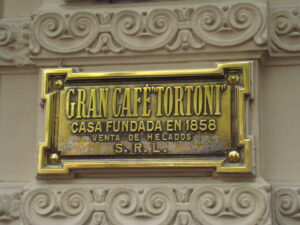 GRAN CAFÉ "TORTONI"
CASA FUNDADA EN 1858
VENTA DE HELADOS
S.R.L.